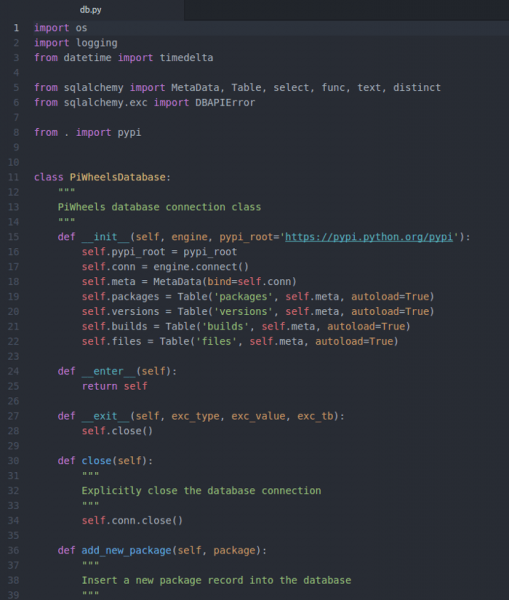 db.py
1 import os
2 import logging
3 from datetime import timedelta
4
5 from sqlalchemy import MetaData, Table, select, func, text, distinct
6 from sqlalchemy.exc import DBAPIError
7
8 from . import pypi
9
10
11 class PiWheelsDatabase:
12     """
13     PiWheels database connection class
14     """
15     def __init__(self, engine, pypi_root='https://pypi.python.org/pypi'):
16         self.pypi_root = pypi_root
17         self.conn = engine.connect()
18         self.meta = MetaData(bind=self.conn)
19         self.packages = Table('packages', self.meta, autoload=True)
20         self.versions = Table('versions', self.meta, autoload=True)
21         self.builds = Table('builds', self.meta, autoload=True)
22         self.files = Table('files', self.meta, autoload=True)
23
24     def __enter__(self):
25         return self
26
27     def __exit__(self, exc_type, exc_value, exc_tb):
28         self.close()
29
30     def close(self):
31         """
32         Explicitly close the database connection
33         """
34         self.conn.close()
35
36     def add_new_package(self, package):
37         """
38         Insert a new package record into the database
39         """